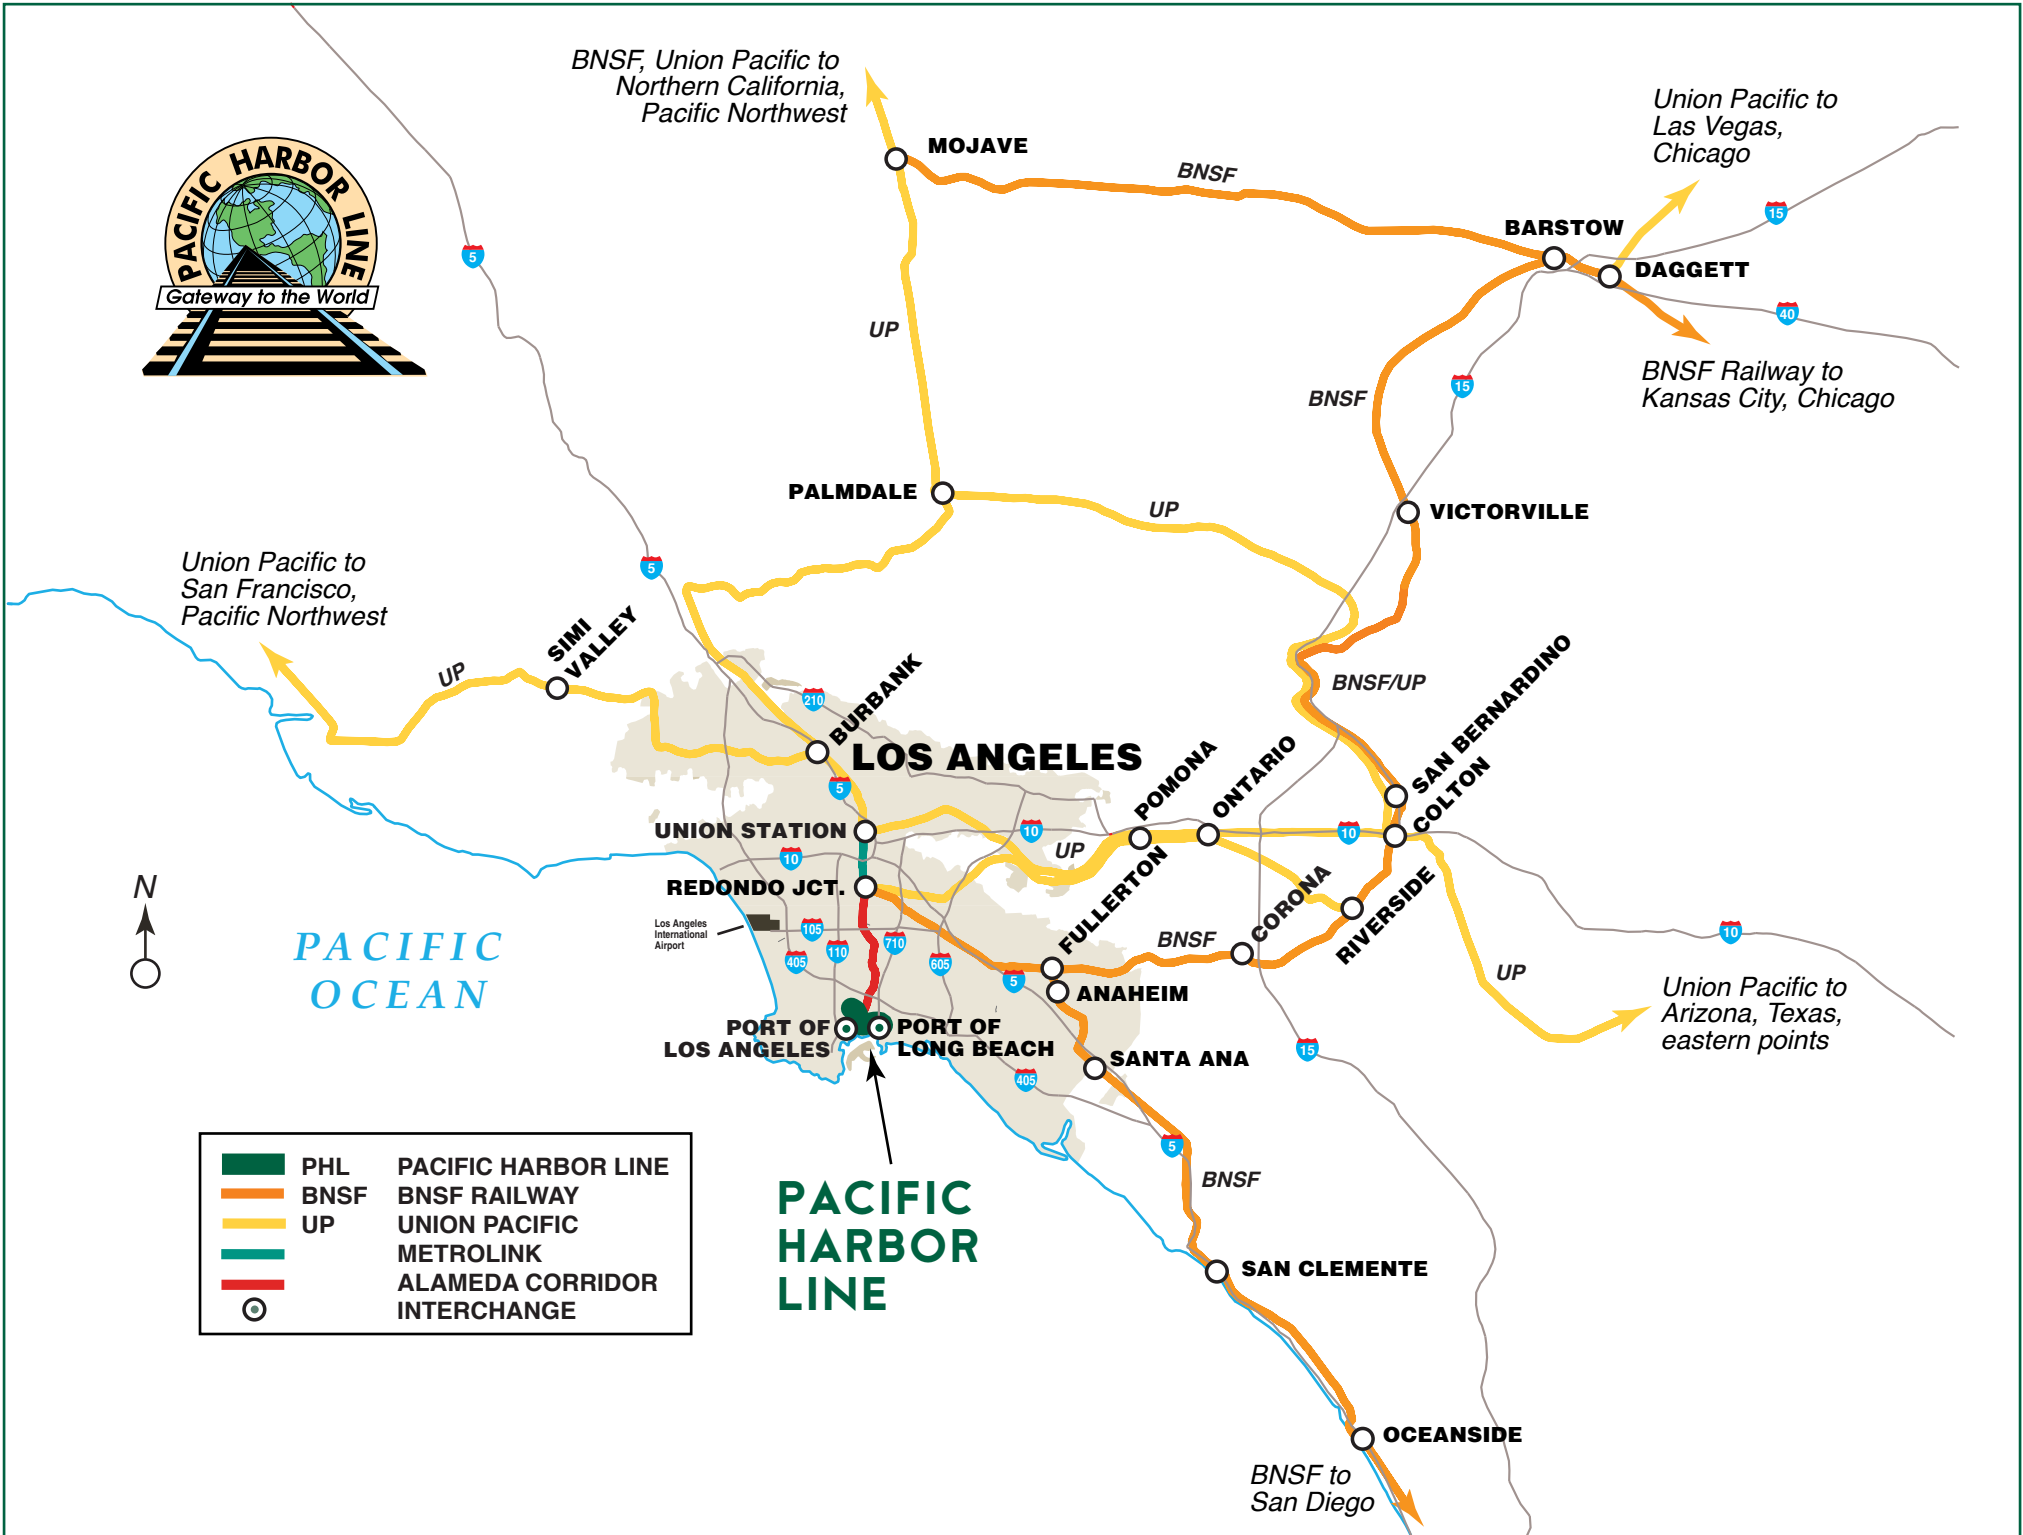 BNSF, Union Pacific to
Northern California,
Pacific Northwest
Union Pacific to
Las Vegas,
Chicago
PACIFIC HARBOR LINE
Gateway to the World
MOJAVE
BNSF
15
BARSTOW
DAGGETT
5
40
UP
BNSF Railway to
Kansas City, Chicago
15
BNSF
PALMDALE
UP
VICTORVILLE
Union Pacific to
San Francisco,
Pacific Northwest
5
SIMI
VALLEY
UP
BNSF/UP
SAN BERNARDINO
210
BURBANK
LOS ANGELES
POMONA
ONTARIO
COLTON
5
UNION STATION
10
10
10
UP
REDONDO JCT.
FULLERTON
CORONA
RIVERSIDE
N
Los Angeles
International
Airport
105
110
710
405
605
5
BNSF
10
PACIFIC
OCEAN
UP
ANAHEIM
Union Pacific to
Arizona, Texas,
eastern points
PORT OF
LOS ANGELES
PORT OF
LONG BEACH
15
SANTA ANA
405
5
PHL PACIFIC HARBOR LINE
BNSF BNSF RAILWAY
UP UNION PACIFIC
METROLINK
ALAMEDA CORRIDOR
INTERCHANGE
PACIFIC
HARBOR
LINE
BNSF
SAN CLEMENTE
OCEANSIDE
BNSF to
San Diego